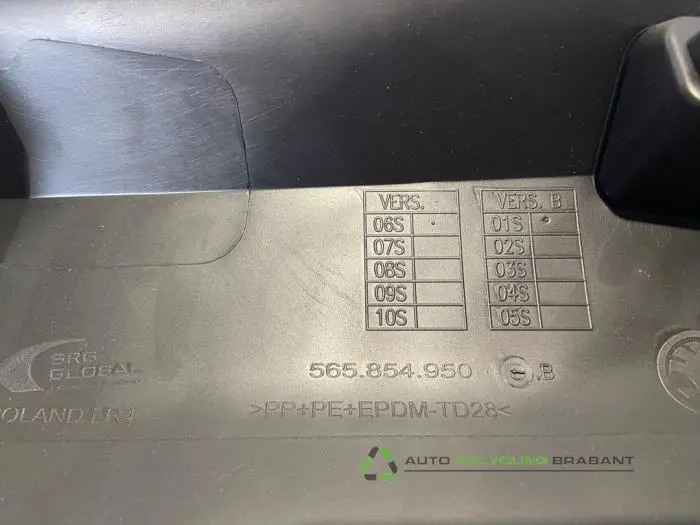 VERS.
06S
07S
08S
09S
10S
VERS. B
01S
02S
03S
04S
05S
SRG
GLOBAL
565.854.950 .B
POLAND LR4
>PP+PE+EPDM-TD28<
AUTO RECYCLING BRABANT